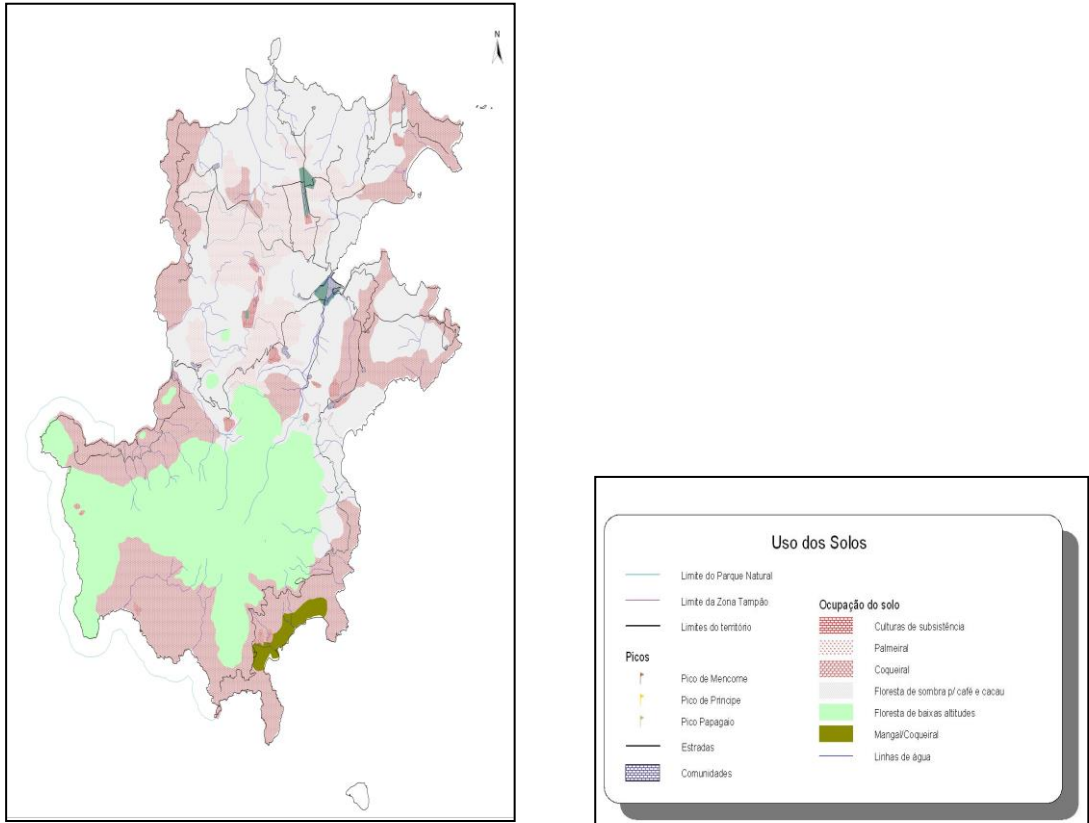 N
Uso dos Solos
Limite do Parque Natural
Limite da Zona Tampão
Limites do território
Picos
Pico de Mencorne
Pico de Príncipe
Pico Papagaio
Estradas
Comunidades
Ocupação do solo
Culturas de subsistência
Palmeiral
Coqueiral
Floresta de sombra p/ café e cacau
Floresta de baixas altitudes
Mangal/Coqueiral
Linhas de água